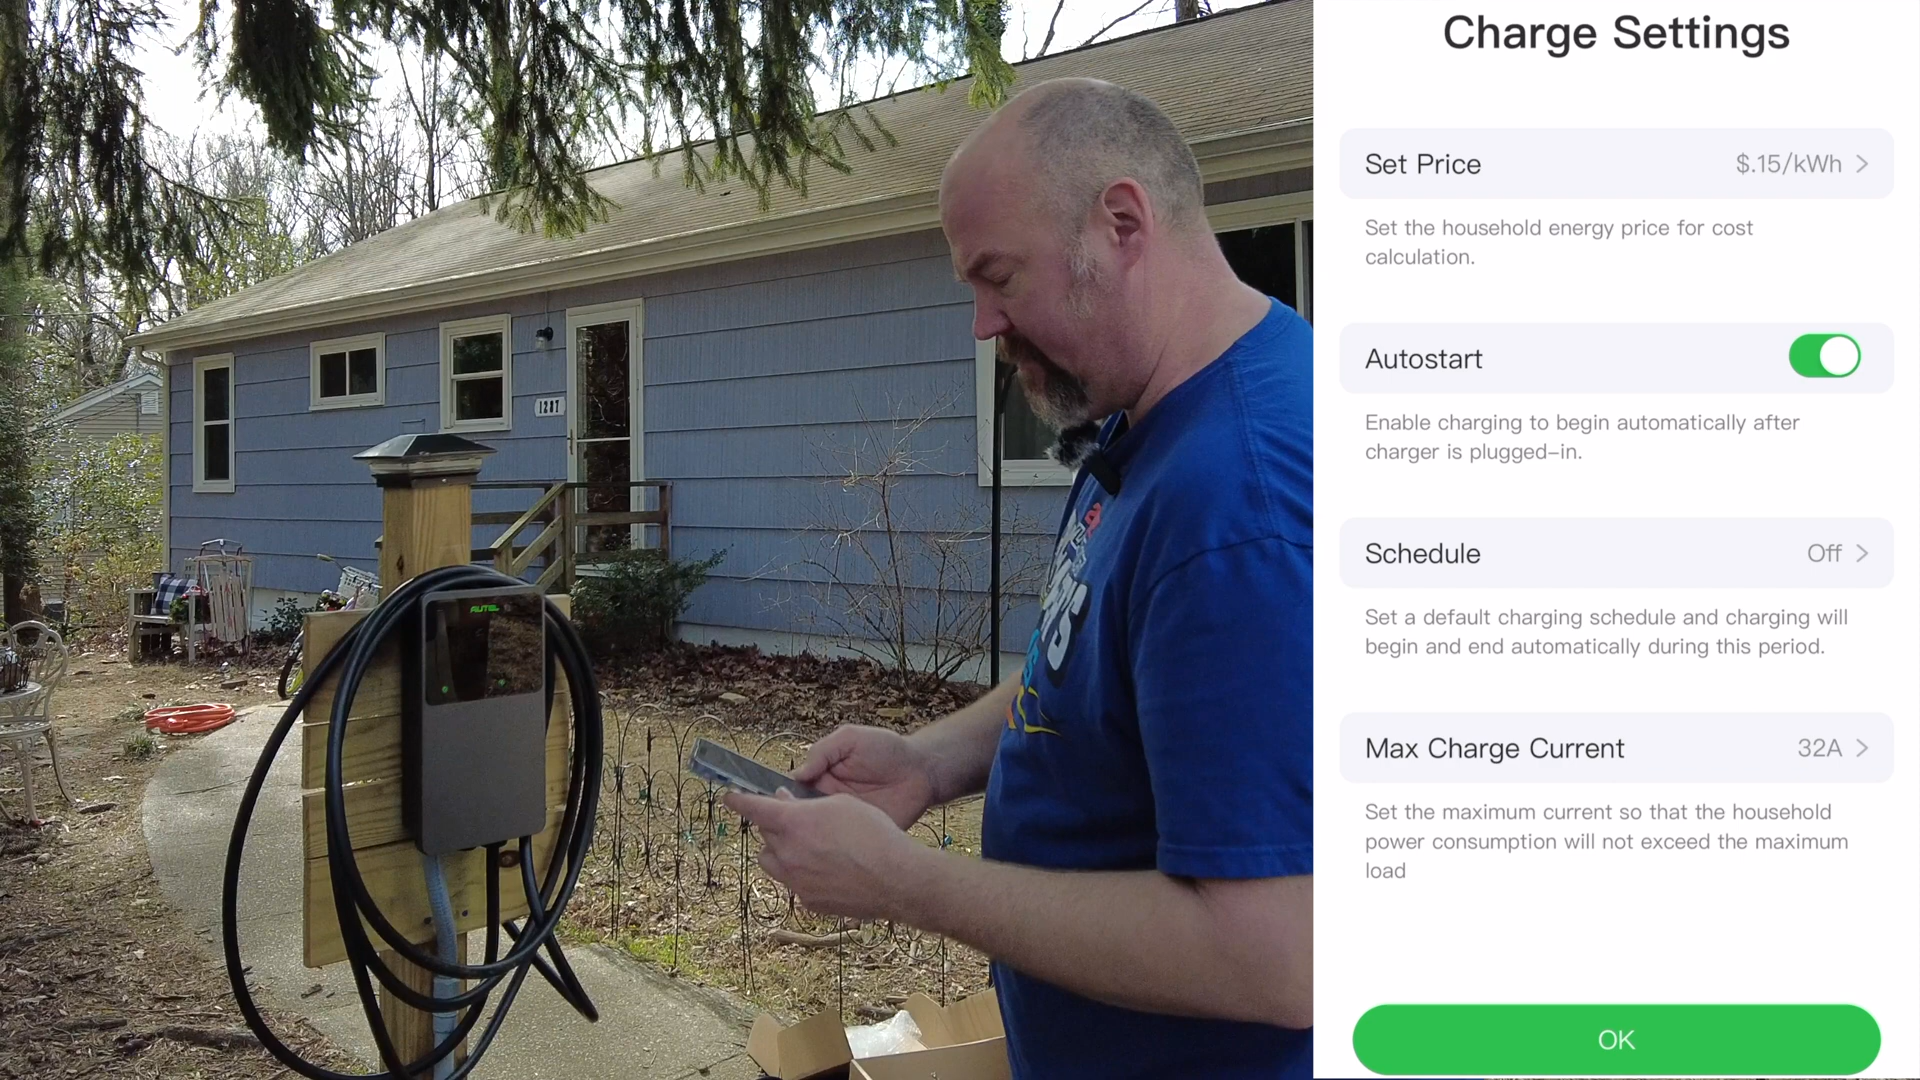 1287
AUTEL
Charge Settings
Set Price
$.15/kWh
Set the household energy price for cost
calculation.
Autostart
Enable charging to begin automatically after
charger is plugged-in.
Schedule
Off
Set a default charging schedule and charging will
begin and end automatically during this period.
Max Charge Current
32A
Set the maximum current so that the household
power consumption will not exceed the maximum
load
OK